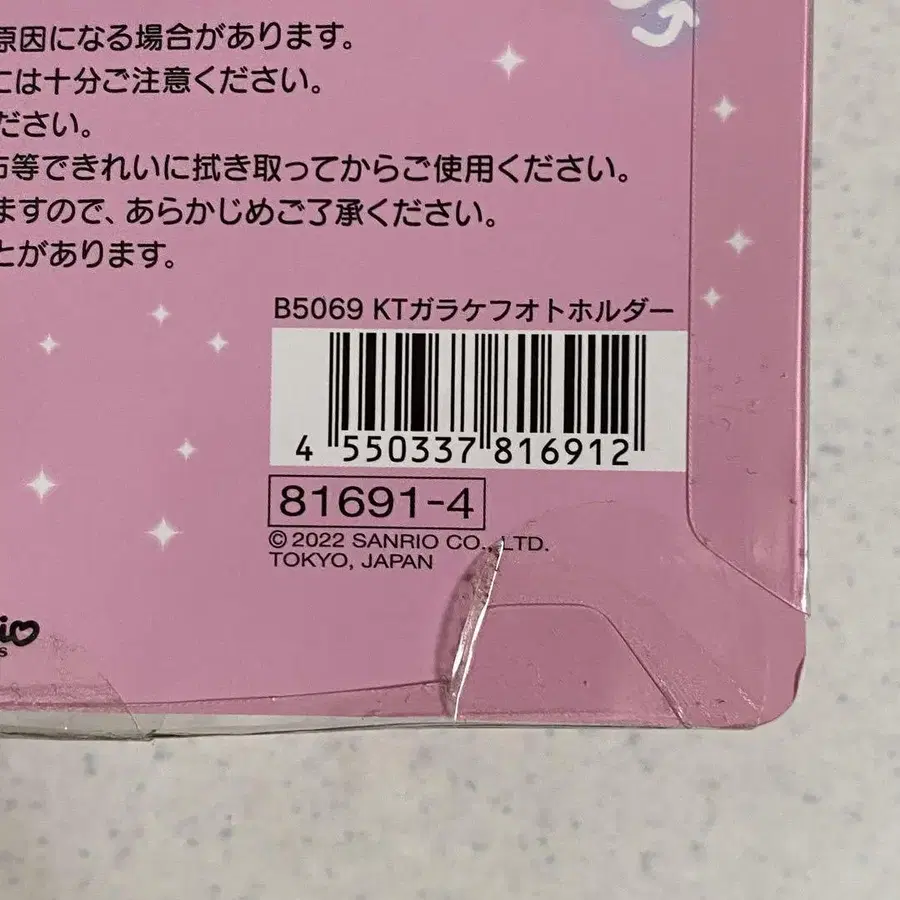 原因になる場合があります。
には十分ご注意ください。
ださい。
布等できれいに拭き取ってからご使用ください。
ますので、あらかじめご了承ください。
とがあります。
B5069 KTガラケフォトホルダー
4 550337 816912
81691-4
© 2022 SANRIO CO., LTD.
TOKYO, JAPAN